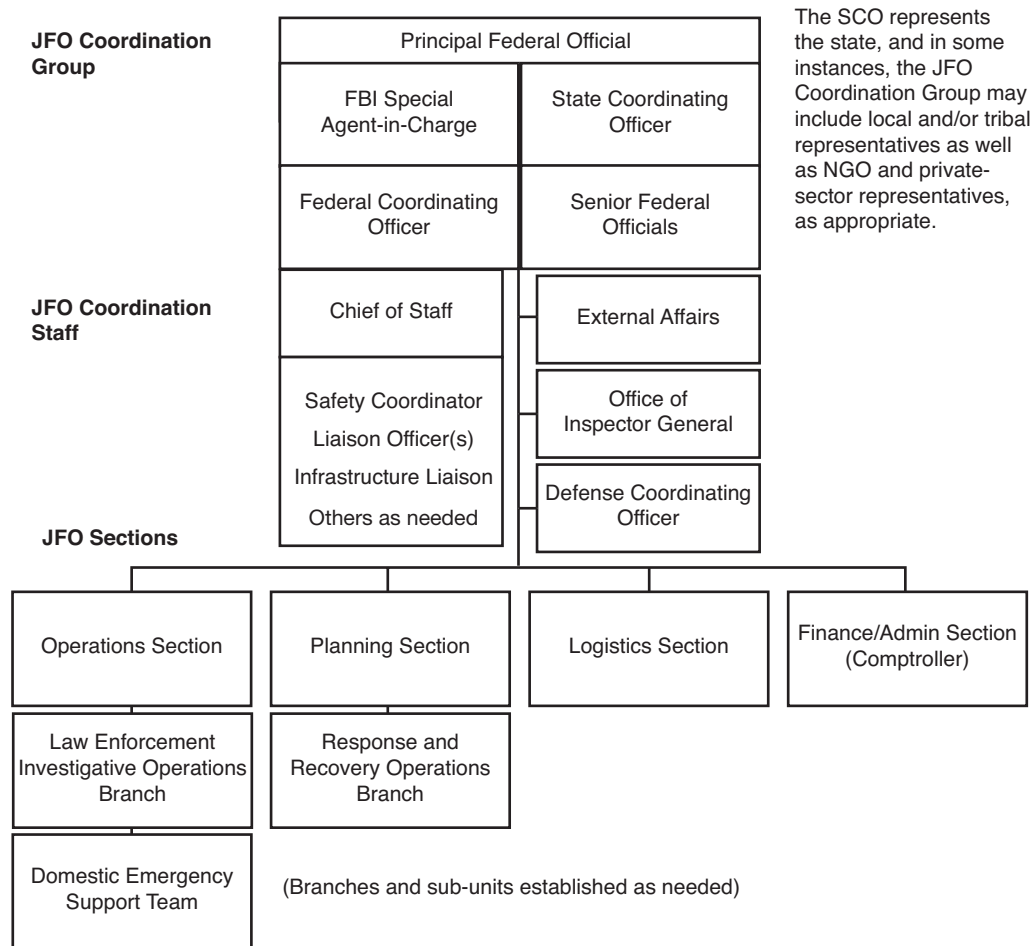 JFO Coordination
Group
Principal Federal Official
FBI Special
Agent-in-Charge
State Coordinating
Officer
Federal Coordinating
Officer
Senior Federal
Officials
The SCO represents
the state, and in some
instances, the JFO
Coordination Group may
include local and/or tribal
representatives as well
as NGO and private-
sector representatives,
as appropriate.
JFO Coordination
Staff
Chief of Staff
Safety Coordinator
Liaison Officer(s)
Infrastructure Liaison
Others as needed
External Affairs
Office of
Inspector General
Defense Coordinating
Officer
JFO Sections
Operations Section
Planning Section
Logistics Section
Finance/Admin Section
(Comptroller)
Law Enforcement
Investigative Operations
Branch
Response and
Recovery Operations
Branch
Domestic Emergency
Support Team
(Branches and sub-units established as needed)